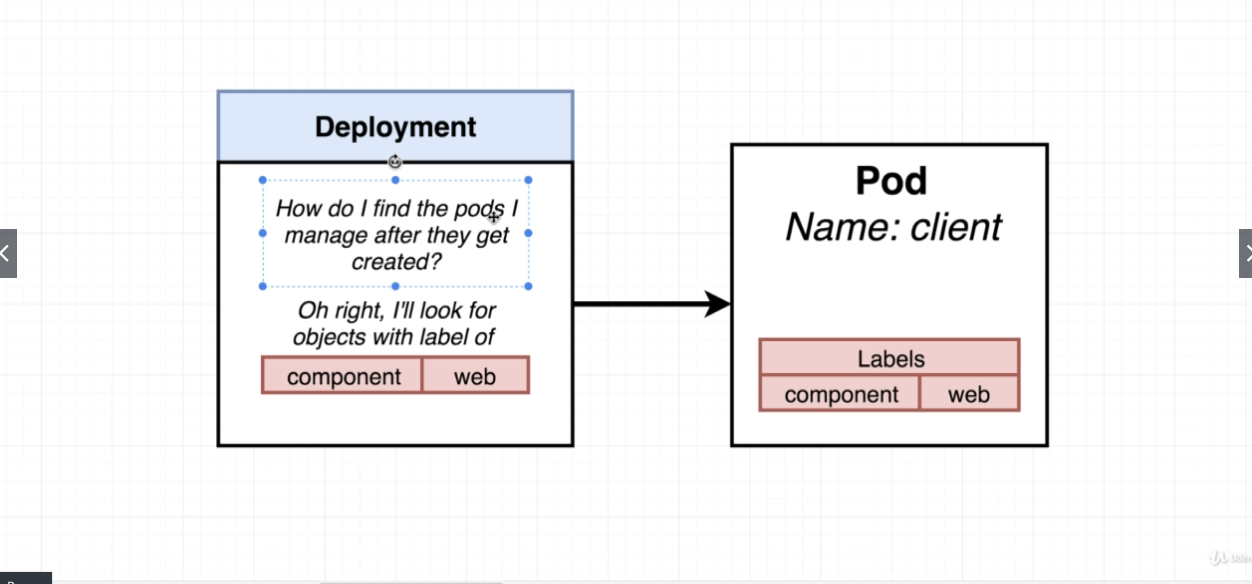 Deployment
How do I find the pods I
manage after they get
created?
Oh right, I'll look for
objects with label of
component web
Pod
Name: client
Labels
component web